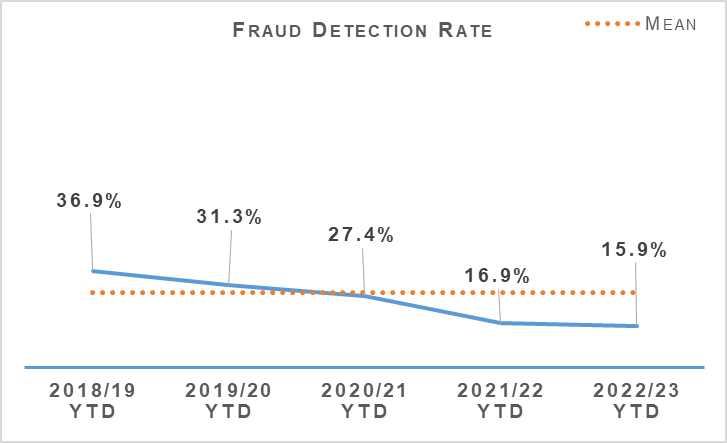 FRAUD DETECTION RATE
MEAN
36.9%
31.3%
27.4%
16.9%
15.9%
2018/19 YTD
2019/20 YTD
2020/21 YTD
2021/22 YTD
2022/23 YTD